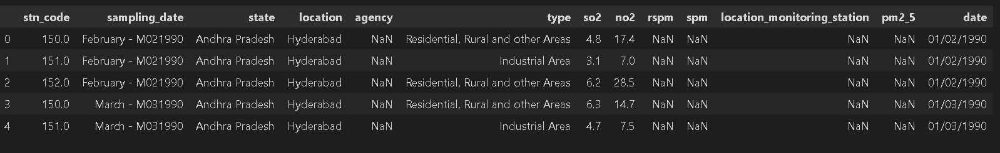 stn_code sampling_date state location agency type so2 no2 rspm spm location_monitoring_station pm2_5 date
0 150.0 February - M021990 Andhra Pradesh Hyderabad NaN Residential, Rural and other Areas 4.8 17.4 NaN NaN NaN NaN 01/02/1990
1 151.0 February - M021990 Andhra Pradesh Hyderabad NaN Industrial Area 3.1 7.0 NaN NaN NaN NaN 01/02/1990
2 152.0 February - M021990 Andhra Pradesh Hyderabad NaN Residential, Rural and other Areas 6.2 28.5 NaN NaN NaN NaN 01/02/1990
3 150.0 March - M031990 Andhra Pradesh Hyderabad NaN Residential, Rural and other Areas 6.3 14.7 NaN NaN NaN NaN 01/03/1990
4 151.0 March - M031990 Andhra Pradesh Hyderabad NaN Industrial Area 4.7 7.5 NaN NaN NaN NaN 01/03/1990